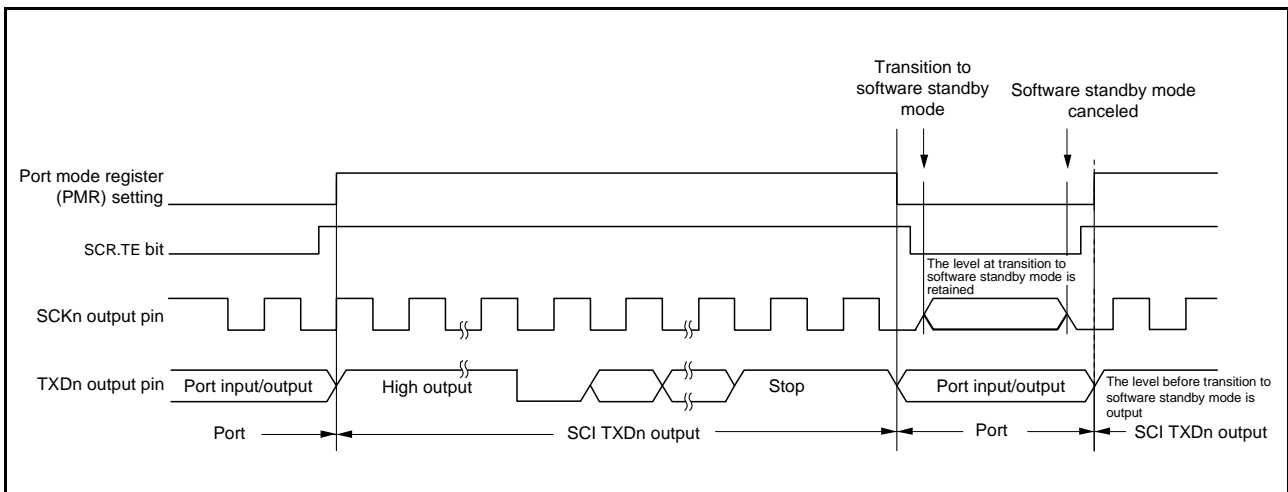 Transition to
software standby
mode
Software standby mode
canceled
Port mode register
(PMR) setting
SCR.TE bit
The level at transition to
software standby mode is
retained
SCKn output pin
TXDn output pin
Port input/output
High output
Stop
Port input/output
The level before transition to
software standby mode is
output
Port
SCI TXDn output
Port
SCI TXDn output